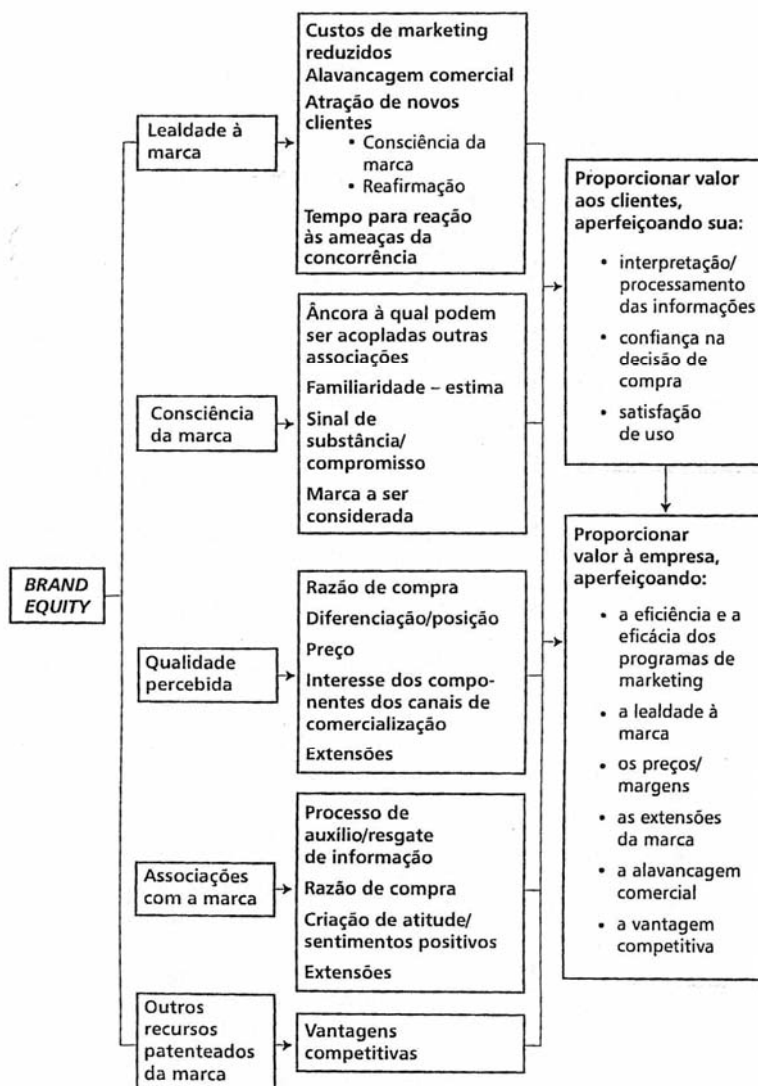 Custos de marketing
reduzidos
Alavancagem comercial
Atração de novos
clientes
• Consciência da
marca
• Reafirmação
Tempo para reação
às ameaças da
concorrência
Lealdade à
marca
Âncora à qual podem
ser acopladas outras
associações
Familiaridade – estima
Sinal de
substância/
compromisso
Marca a ser
considerada
Consciência
da marca
BRAND
EQUITY
Razão de compra
Diferenciação/posição
Preço
Interesse dos compo-
nentes dos canais de
comercialização
Extensões
Qualidade
percebida
Processo de
auxílio/resgate
de informação
Razão de compra
Criação de atitude/
sentimentos positivos
Extensões
Associações
com a marca
Outros
recursos
patenteados
da marca
Vantagens
competitivas
Proporcionar valor
aos clientes,
aperfeiçoando sua:
• interpretação/
processamento
das informações
• confiança na
decisão de
compra
• satisfação
de uso
Proporcionar
valor à empresa,
aperfeiçoando:
• a eficiência e a
eficácia dos
programas de
marketing
• a lealdade à
marca
• os preços/
margens
• as extensões
da marca
• a alavancagem
comercial
• a vantagem
competitiva